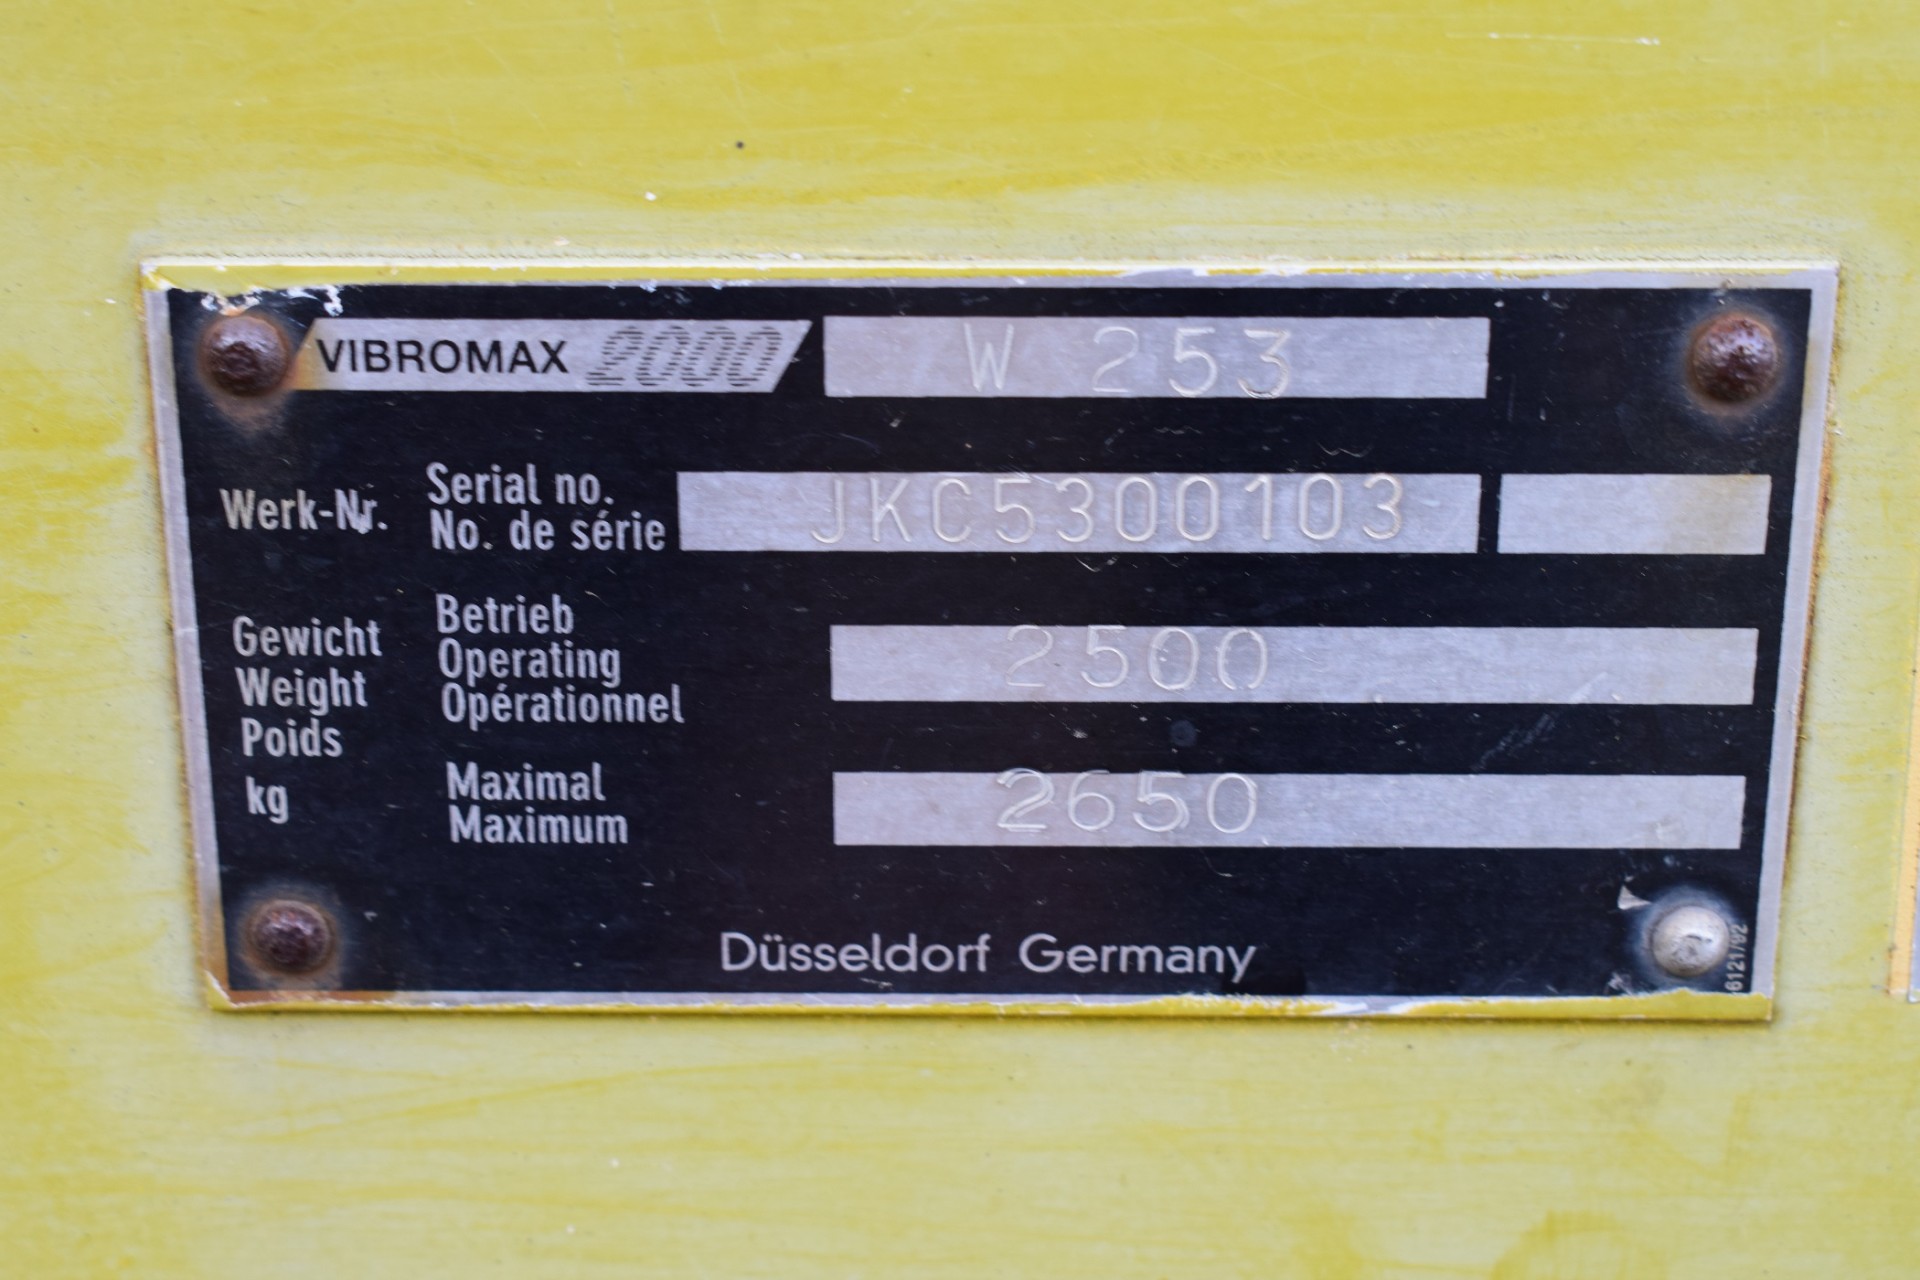 VIBROMAX 2000 W 253
Werk-Nr. Serial no. JKC5300103
No. de série
Gewicht Betrieb 2500
Weight Operating
Poids Opérationnel
kg Maximal 2650
Maximum
Düsseldorf Germany
6121/92